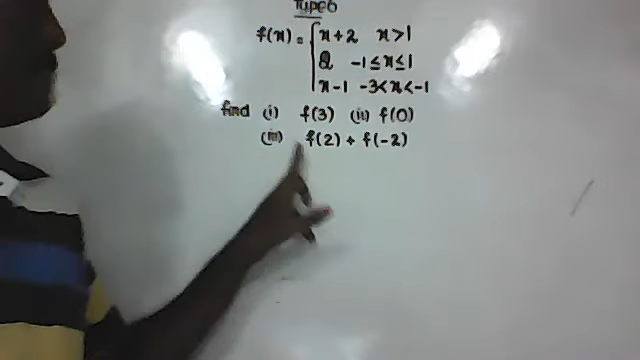 Type 6
f(x) = { x + 2 x > 1
2 -1 ≤ x ≤ 1
x - 1 -3 < x < -1
find (i) f(3) (ii) f(0)
(iii) f(2) + f(-2)